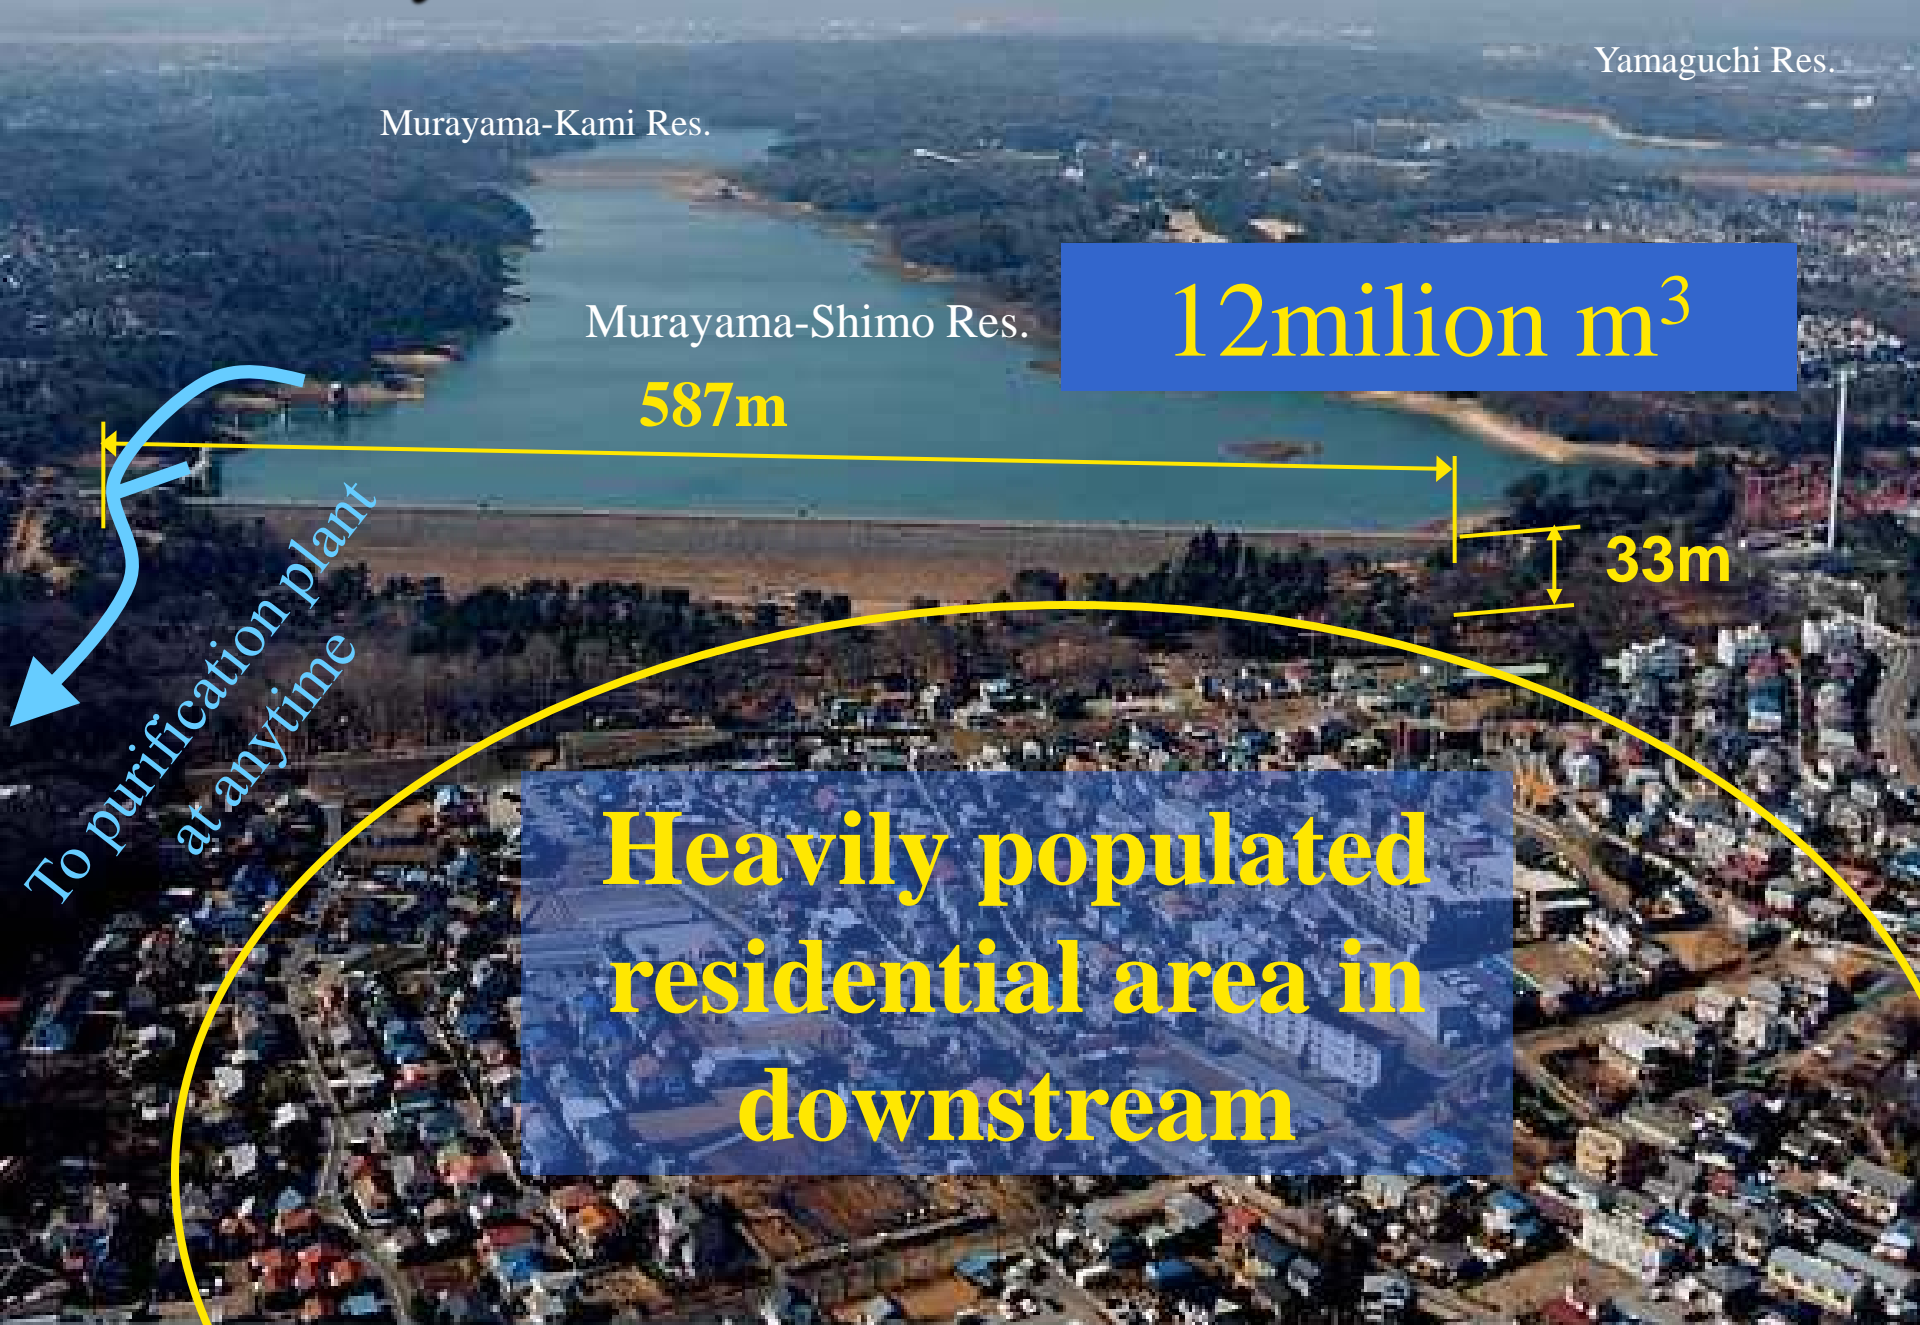 Yamaguchi Res.
Murayama-Kami Res.
12milion m³
Murayama-Shimo Res.
587m
33m
To purification plant
at anytime
Heavily populated
residential area in
downstream